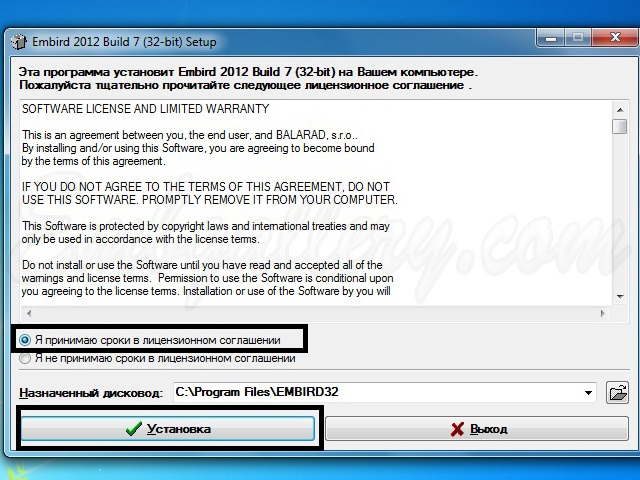 Embird 2012 Build 7 (32-bit) Setup
Эта программа установит Embird 2012 Build 7 (32-bit) на Вашем компьютере.
Пожалуйста тщательно прочитайте следующее лицензионное соглашение .
SOFTWARE LICENSE AND LIMITED WARRANTY
This is an agreement between you, the end user, and BALARAD, s.r.o..
By installing and/or using this Software, you are agreeing to become bound
by the terms of this agreement.
IF YOU DO NOT AGREE TO THE TERMS OF THIS AGREEMENT, DO NOT
USE THIS SOFTWARE. PROMPTLY REMOVE IT FROM YOUR COMPUTER.
This Software is protected by copyright laws and international treaties and may
only be used in accordance with the license terms.
Do not install or use the Software until you have read and accepted all of the
warnings and license terms.  Permission to use the Software is conditional upon
you agreeing to the license terms. Installation or use of the Software by you will
Я принимаю сроки в лицензионном соглашении
Я не принимаю сроки в лицензионном соглашении
Назначенный дисковод: C:\Program Files\EMBIRD32
Установка
Выход